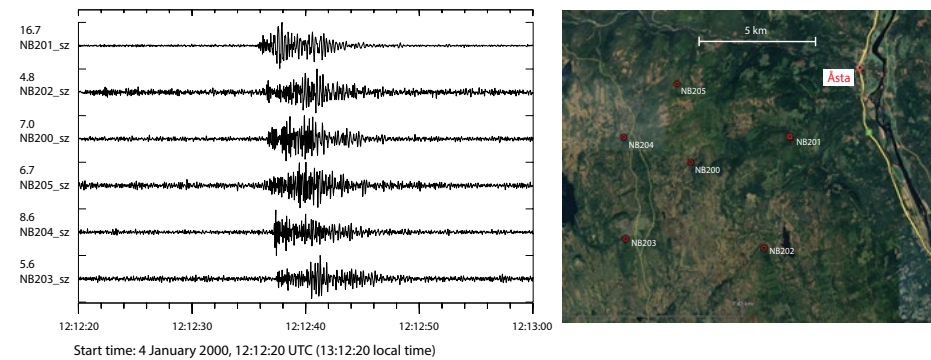 16.7
NB201_sz
4.8
NB202_sz
7.0
NB200_sz
6.7
NB205_sz
8.6
NB204_sz
5.6
NB203_sz
12:12:20 12:12:30 12:12:40 12:12:50 12:13:00
Start time: 4 January 2000, 12:12:20 UTC (13:12:20 local time)
5 km
Åsta
NB205
NB201
NB204
NB200
NB203
NB202